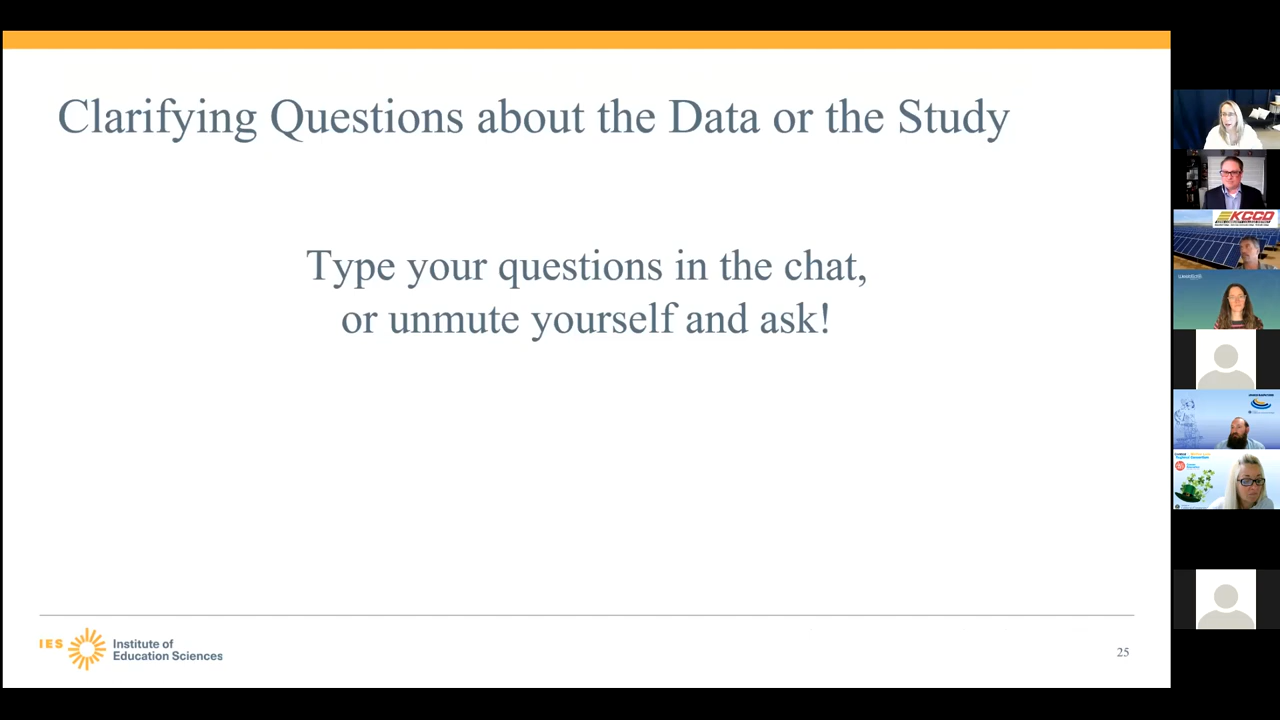 Clarifying Questions about the Data or the Study
Type your questions in the chat,
or unmute yourself and ask!
IES
Institute of
Education Sciences
25
KCCD